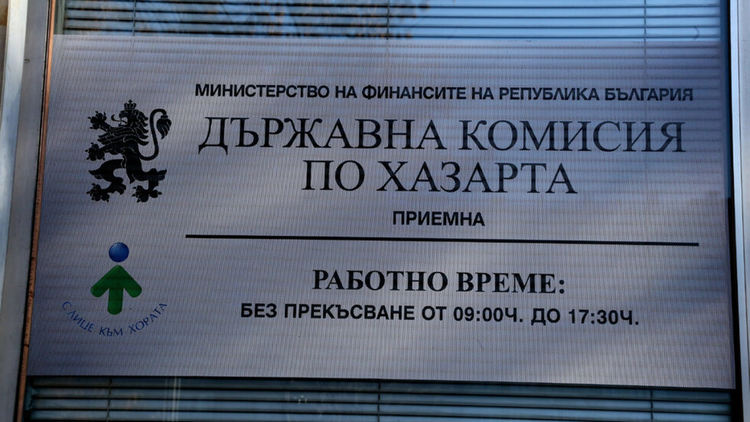 МИНИСТЕРСТВО НА ФИНАНСИТЕ НА РЕПУБЛИКА БЪЛГАРИЯ
ДЪРЖАВНА КОМИСИЯ
ПО ХАЗАРТА
ПРИЕМНА
РАБОТНО ВРЕМЕ:
БЕЗ ПРЕКЪСВАНЕ ОТ 09:00Ч. ДО 17:30Ч.
С ЛИЦЕ КЪМ ХОРАТА